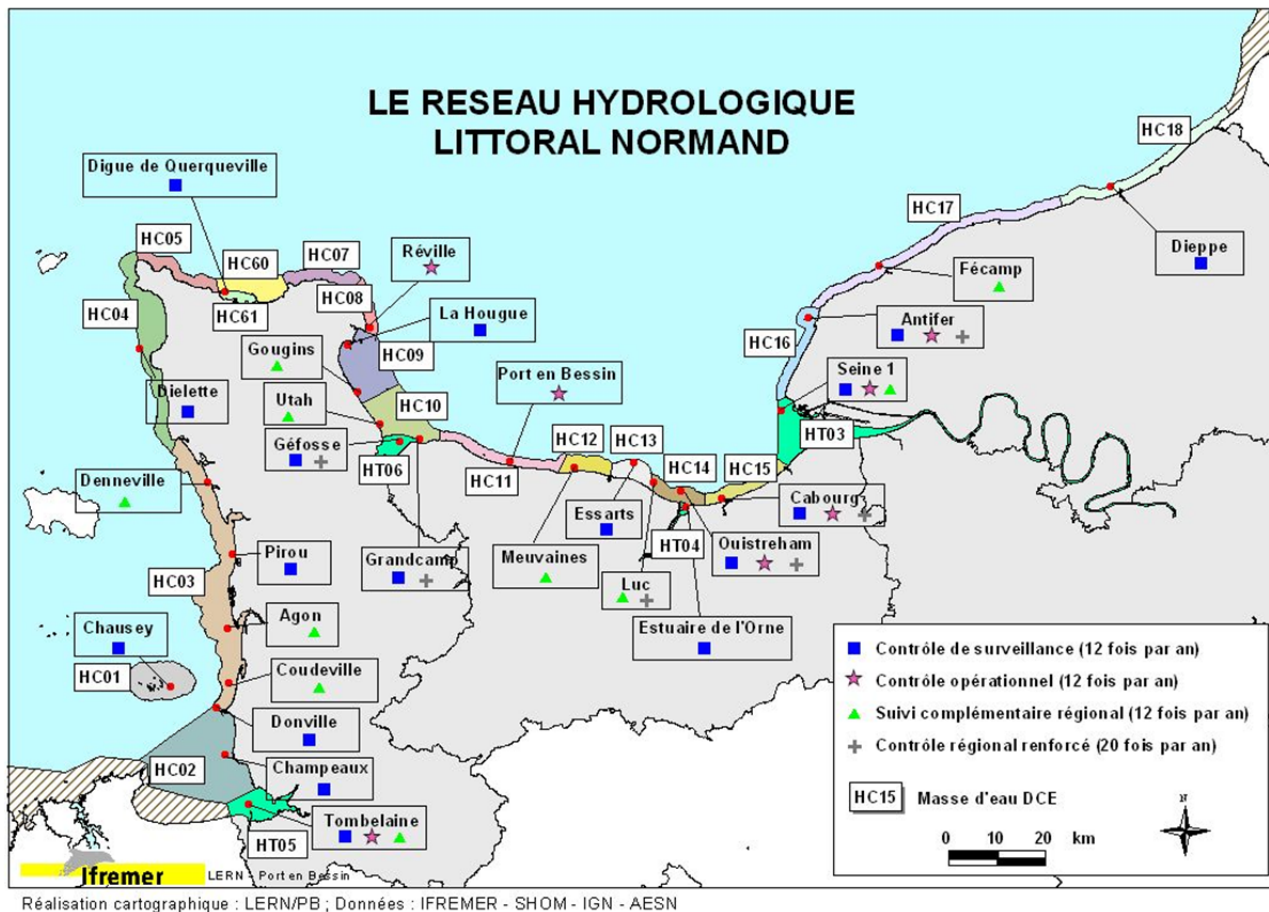 LE RESEAU HYDROLOGIQUE
LITTORAL NORMAND
Digue de Querqueville
HC18
HC17
HC05
HC60
HC07
Réville
Dieppe
HC61
HC08
Fécamp
HC04
La Hougue
Antifer
HC16
Gougins
HC09
Port en Bessin
Seine 1
Dielette
Utah
HC10
Géfosse
HC12
HC13
HT03
HT06
HC11
HC14
HC15
Denneville
Essarts
Cabourg
HT04
Ouistreham
Pirou
Grandcamp
Meuvaines
HC03
Luc
Agon
Chausey
Estuaire de l'Orne
HC01
Coudeville
Donville
HC02
Champeaux
Tombelaine
HT05
Contrôle de surveillance (12 fois par an)
Contrôle opérationnel (12 fois par an)
Suivi complémentaire régional (12 fois par an)
Contrôle régional renforcé (20 fois par an)
HC15 Masse d'eau DCE
N
0 10 20 km
Ifremer LERN - Port en Bessin
Réalisation cartographique : LERN/PB ; Données : IFREMER - SHOM - IGN - AESN